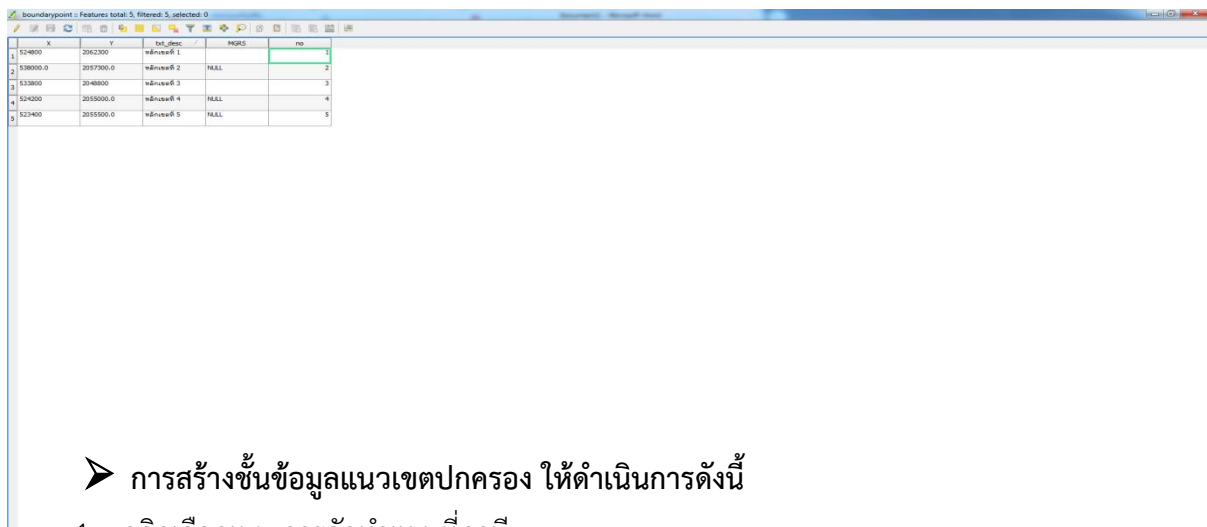 boundarypoint :: Features total: 5, filtered: 5, selected: 0
X Y txt_desc MGRS no
1 524800 2062300 หลักเขตที่ 1 1
2 538000.0 2057300.0 หลักเขตที่ 2 NULL 2
3 533800 2048800 หลักเขตที่ 3 3
4 524200 2055000.0 หลักเขตที่ 4 NULL 4
5 523400 2055500.0 หลักเขตที่ 5 NULL 5
➢ การสร้างชั้นข้อมูลแนวเขตปกครอง ให้ดำเนินการดังนี้